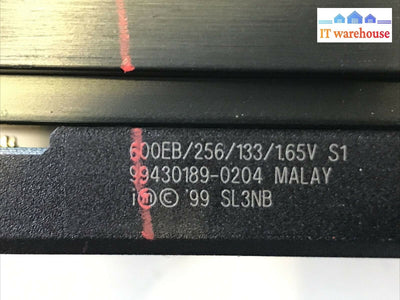 IT warehouse
600EB/256/133/1.65V S1
99430189-0204 MALAY
i Ⓜ © '99 SL3NB